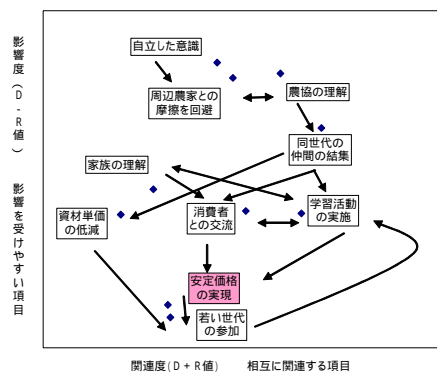 影響度(D-R値) 影響を受けやすい項目
自立した意識
周辺農家との
摩擦を回避
農協の理解
同世代の
仲間の結集
家族の理解
資材単価
の低減
消費者
との交流
学習活動
の実施
安定価格
の実現
若い世代
の参加
関連度(D+R値) 相互に関連する項目